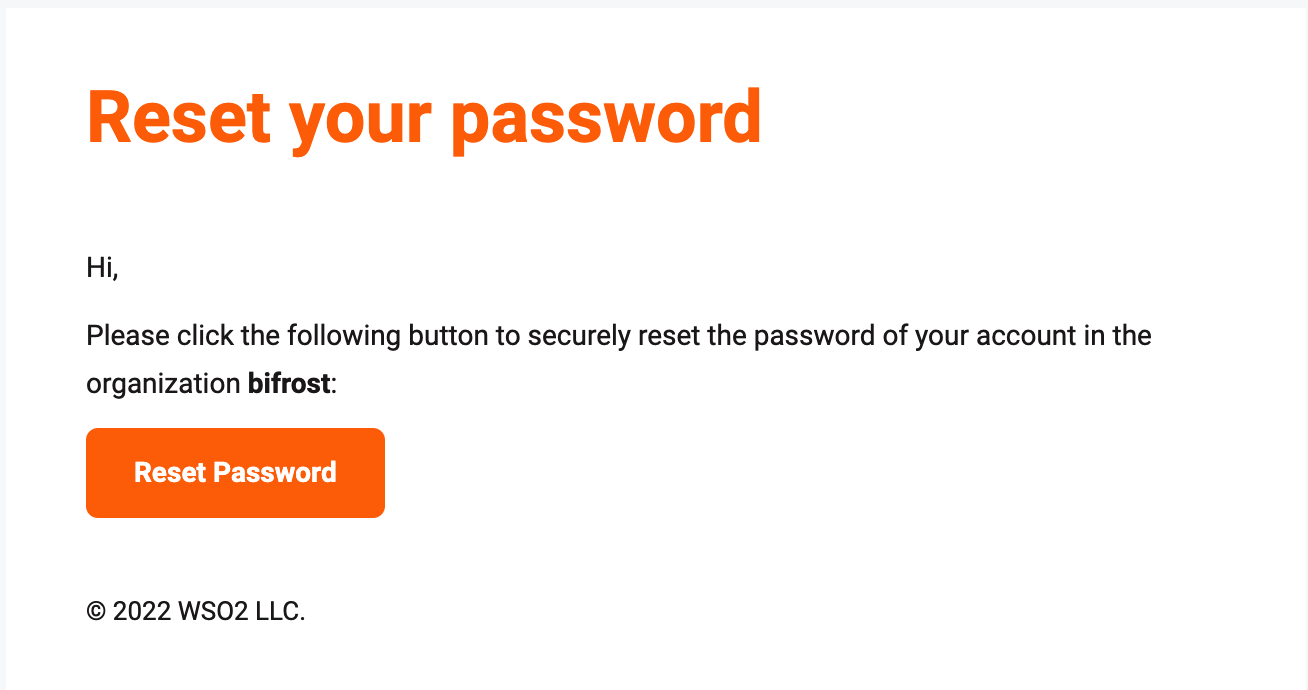 Reset your password
Hi,
Please click the following button to securely reset the password of your account in the
organization bifrost:
Reset Password
© 2022 WSO2 LLC.